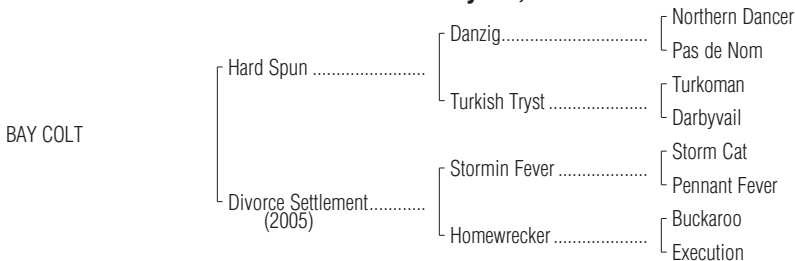 Northern Dancer
Danzig................................
Pas de Nom
Hard Spun ........................
Turkoman
Turkish Tryst .....................
Darbyvail
BAY COLT
Storm Cat
Stormin Fever ...................
Pennant Fever
Divorce Settlement............
(2005)
Buckaroo
Homewrecker ....................
Execution